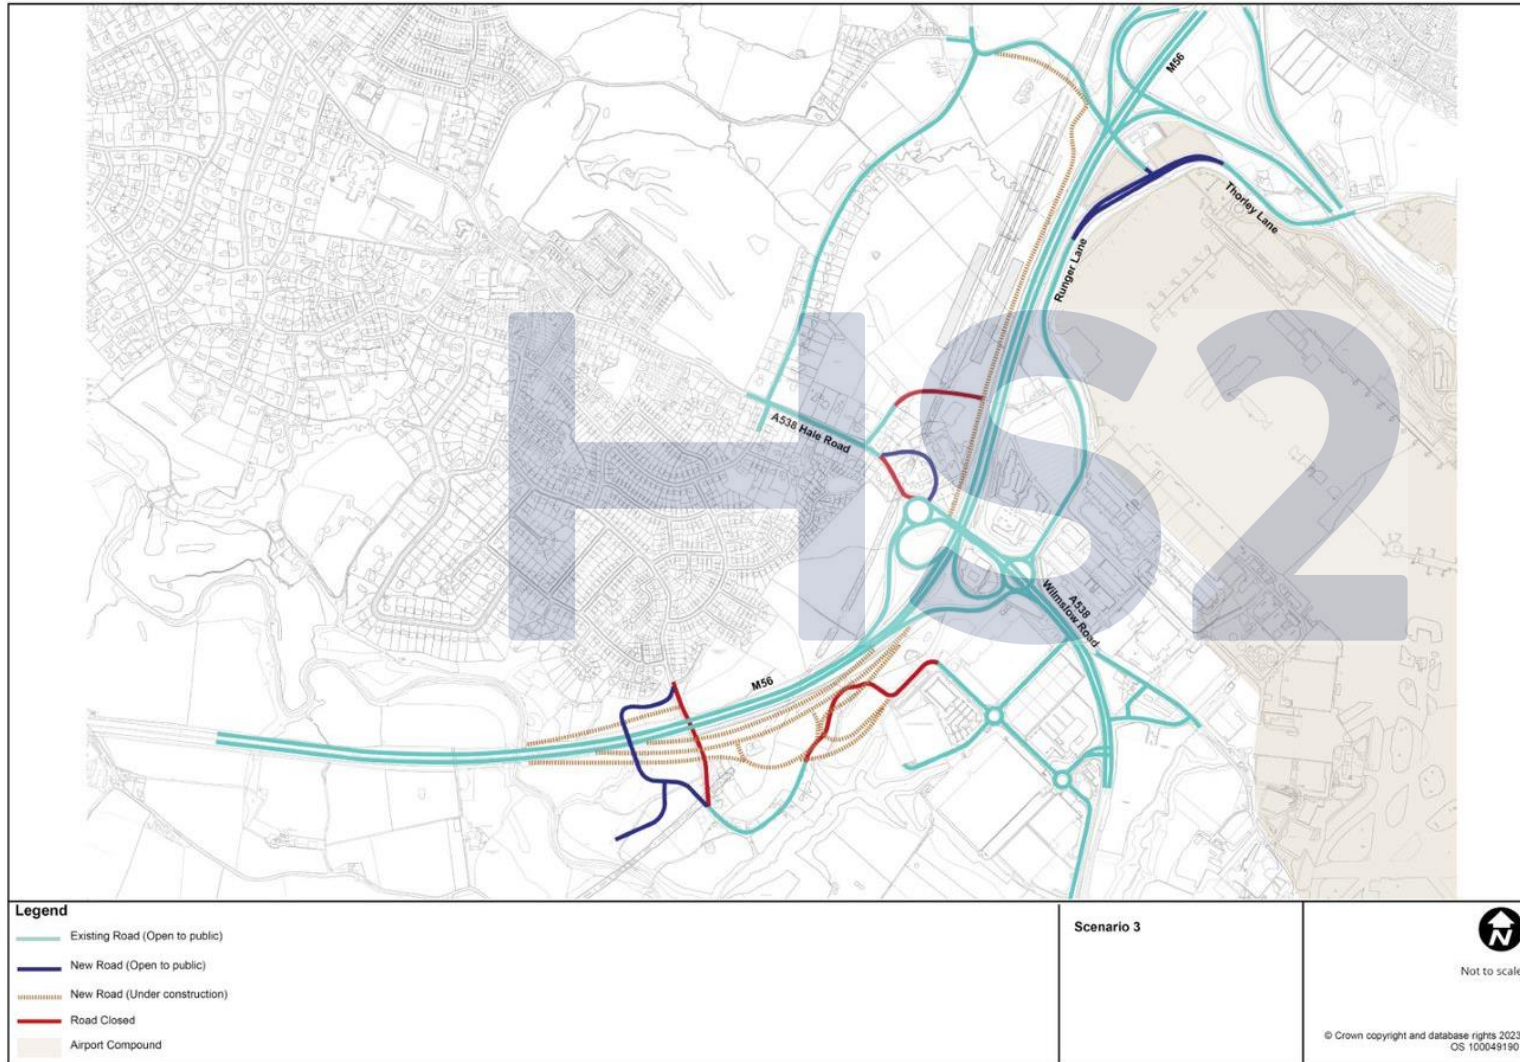 M56
Thorley Lane
Runger Lane
HS2
A538 Hale Road
A538
Wilmslow Road
M56
Legend
Existing Road (Open to public)
New Road (Open to public)
New Road (Under construction)
Road Closed
Airport Compound
Scenario 3
N
Not to scale
© Crown copyright and database rights 2023
OS 100049190